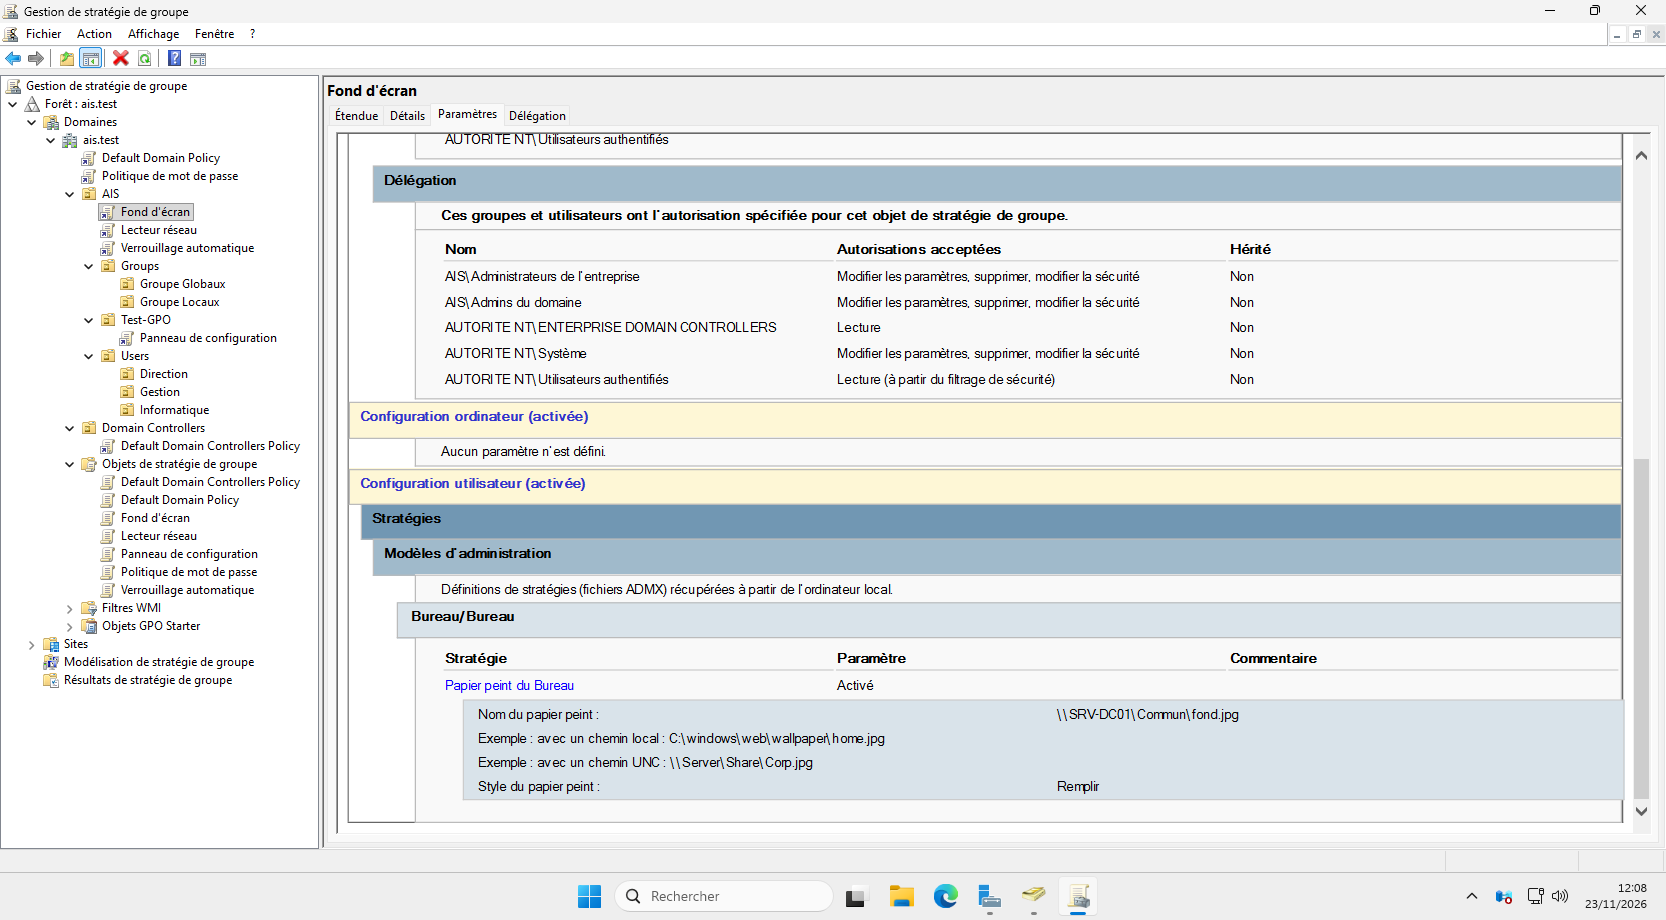 Gestion de stratégie de groupe
Fichier Action Affichage Fenêtre ?
Gestion de stratégie de groupe
Forêt : ais.test
Domaines
ais.test
Default Domain Policy
Politique de mot de passe
AIS
Fond d'écran
Lecteur réseau
Verrouillage automatique
Groups
Groupe Globaux
Groupe Locaux
Test-GPO
Panneau de configuration
Users
Direction
Gestion
Informatique
Domain Controllers
Default Domain Controllers Policy
Objets de stratégie de groupe
Default Domain Controllers Policy
Default Domain Policy
Fond d'écran
Lecteur réseau
Panneau de configuration
Politique de mot de passe
Verrouillage automatique
Filtres WMI
Objets GPO Starter
Sites
Modélisation de stratégie de groupe
Résultats de stratégie de groupe
Fond d'écran
Étendue Détails Paramètres Délégation
AUTORITE NT\Utilisateurs authentifiés
Délégation
Ces groupes et utilisateurs ont l'autorisation spécifiée pour cet objet de stratégie de groupe.
Nom Autorisations acceptées Hérité
AIS\Administrateurs de l'entreprise Modifier les paramètres, supprimer, modifier la sécurité Non
AIS\Admins du domaine Modifier les paramètres, supprimer, modifier la sécurité Non
AUTORITE NT\ENTERPRISE DOMAIN CONTROLLERS Lecture Non
AUTORITE NT\Système Modifier les paramètres, supprimer, modifier la sécurité Non
AUTORITE NT\Utilisateurs authentifiés Lecture (à partir du filtrage de sécurité) Non
Configuration ordinateur (activée)
Aucun paramètre n'est défini.
Configuration utilisateur (activée)
Stratégies
Modèles d'administration
Définitions de stratégies (fichiers ADMX) récupérées à partir de l'ordinateur local.
Bureau/Bureau
Stratégie Paramètre Commentaire
Papier peint du Bureau Activé
Nom du papier peint : \\SRV-DC01\Commun\fond.jpg
Exemple : avec un chemin local : C:\windows\web\wallpaper\home.jpg
Exemple : avec un chemin UNC : \\Server\Share\Corp.jpg
Style du papier peint : Remplir
Rechercher
12:08
23/11/2026